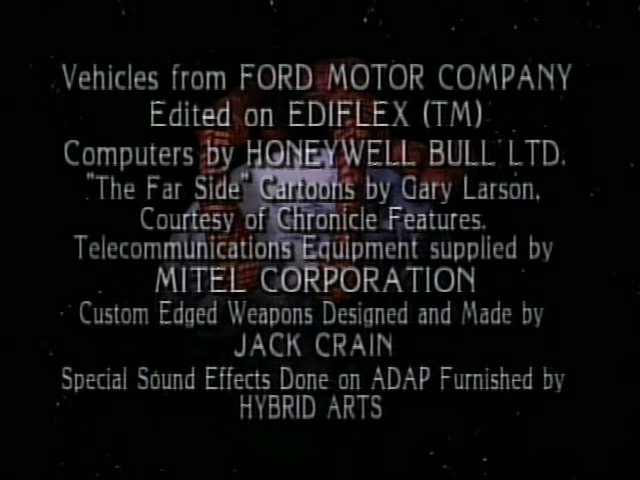 Vehicles from FORD MOTOR COMPANY
Edited on EDIFLEX (TM)
Computers by HONEYWELL BULL LTD.
"The Far Side" Cartoons by Gary Larson,
Courtesy of Chronicle Features.
Telecommunications Equipment supplied by
MITEL CORPORATION
Custom Edged Weapons Designed and Made by
JACK CRAIN
Special Sound Effects Done on ADAP Furnished by
HYBRID ARTS